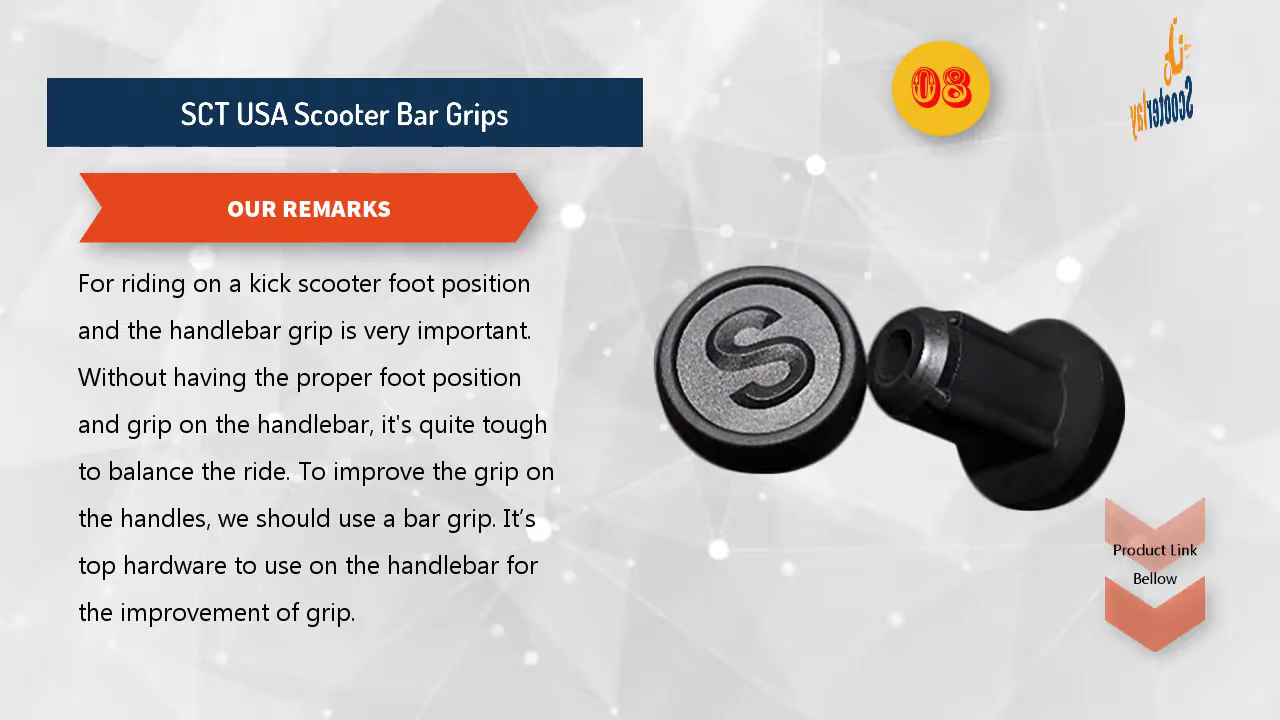 SCT USA Scooter Bar Grips
08
Scooterlay
OUR REMARKS
For riding on a kick scooter foot position
and the handlebar grip is very important.
Without having the proper foot position
and grip on the handlebar, it's quite tough
to balance the ride. To improve the grip on
the handles, we should use a bar grip. It’s
top hardware to use on the handlebar for
the improvement of grip.
S
Product Link
Bellow